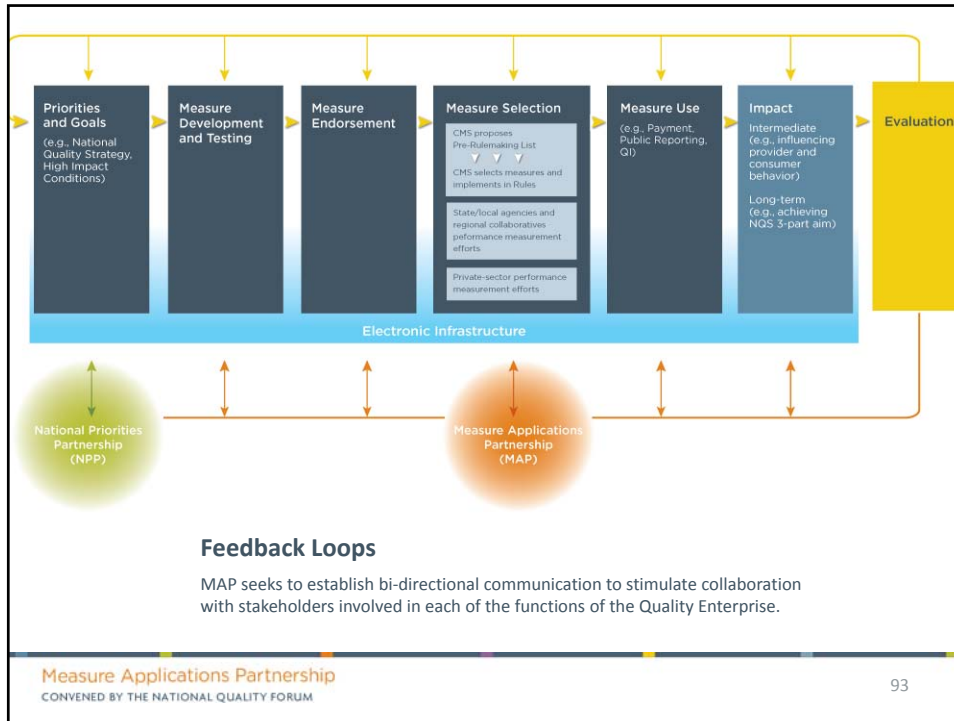 Priorities
and Goals
(e.g., National
Quality Strategy,
High Impact
Conditions)
Measure
Development
and Testing
Measure
Endorsement
Measure Selection
CMS proposes
Pre-Rulemaking List
CMS selects measures and
implements in Rules
State/local agencies and
regional collaboratives
peformance measurement
efforts
Private-sector performance
measurement efforts
Measure Use
(e.g., Payment,
Public Reporting,
QI)
Impact
Intermediate
(e.g., influencing
provider and
consumer
behavior)
Long-term
(e.g., achieving
NQS 3-part aim)
Evaluation
Electronic Infrastructure
National Priorities
Partnership
(NPP)
Measure Applications
Partnership
(MAP)
Feedback Loops
MAP seeks to establish bi-directional communication to stimulate collaboration
with stakeholders involved in each of the functions of the Quality Enterprise.
Measure Applications Partnership
CONVENED BY THE NATIONAL QUALITY FORUM
93